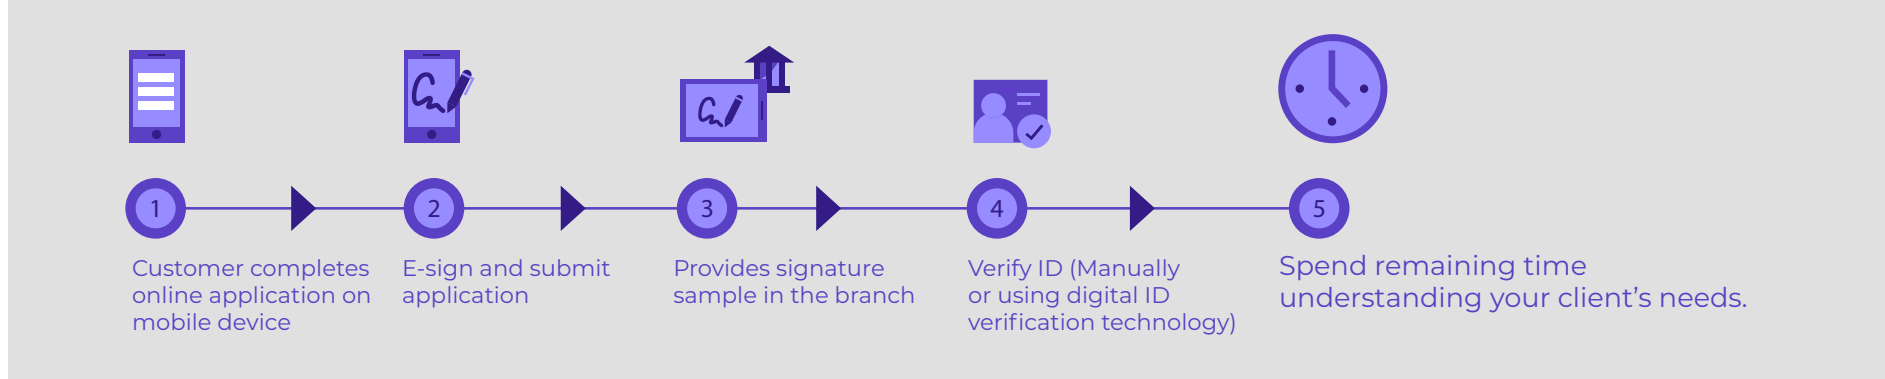 1
2
3
4
5
Customer completes
online application on
mobile device
E-sign and submit
application
Provides signature
sample in the branch
Verify ID (Manually
or using digital ID
verification technology)
Spend remaining time
understanding your client’s needs.